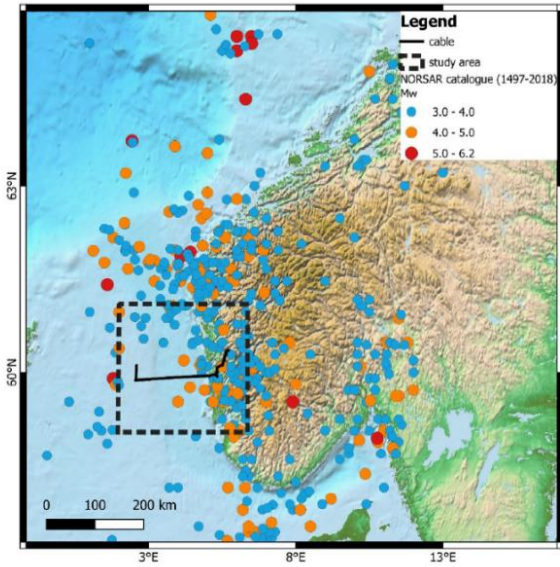 Legend
cable
study area
NORSAR catalogue (1497-2018)
Mw
3.0 - 4.0
4.0 - 5.0
5.0 - 6.2
63°N
60°N
0 100 200 km
3°E 8°E 13°E